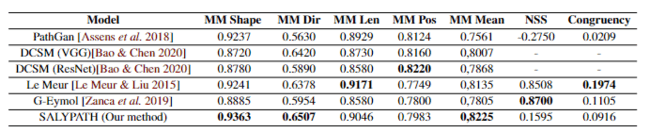 Model MM Shape MM Dir MM Len MM Pos MM Mean NSS Congruency
PathGan [Assens et al. 2018] 0.9237 0.5630 0.8929 0.8124 0.7561 -0.2750 0.0209
DCSM (VGG)[Bao & Chen 2020] 0.8720 0.6420 0.8730 0.8160 0,8007 - -
DCSM (ResNet)[Bao & Chen 2020] 0.8780 0.5890 0.8580 0.8220 0,7868 - -
Le Meur [Le Meur & Liu 2015] 0.9241 0.6378 0.9171 0.7749 0,8135 0.8508 0.1974
G-Eymol [Zanca et al. 2019] 0.8885 0.5954 0.8580 0.7800 0,7805 0.8700 0.1105
SALYPATH (Our method) 0.9363 0.6507 0.9046 0.7983 0,8225 0.1595 0.0916